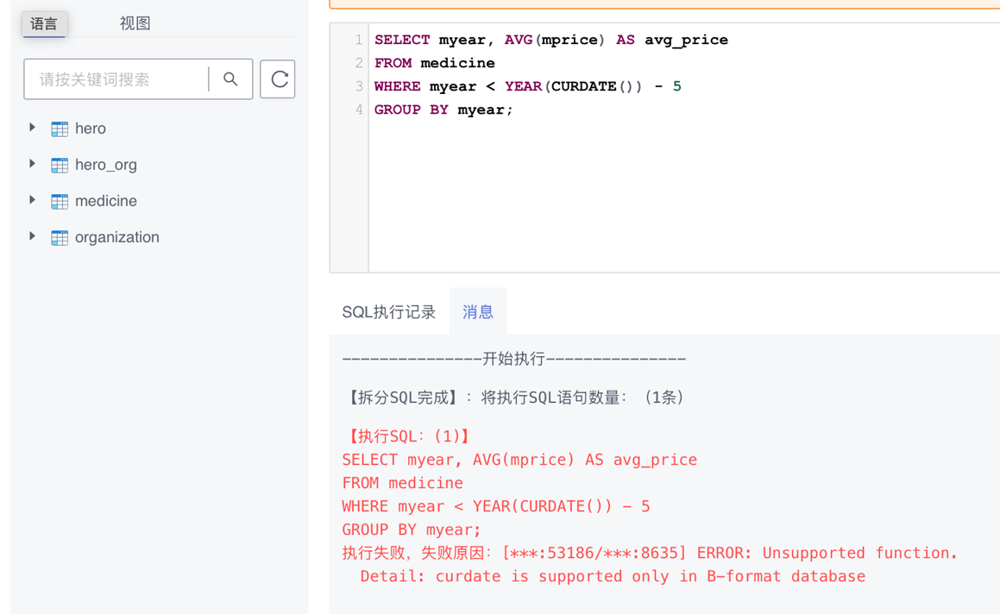 语言
视图
请按关键词搜索
hero
hero_org
medicine
organization
1 SELECT myear, AVG(mprice) AS avg_price
2 FROM medicine
3 WHERE myear < YEAR(CURDATE()) - 5
4 GROUP BY myear;
SQL执行记录 消息
---------------开始执行---------------
【拆分SQL完成】：将执行SQL语句数量：（1条）
【执行SQL：(1)】
SELECT myear, AVG(mprice) AS avg_price
FROM medicine
WHERE myear < YEAR(CURDATE()) - 5
GROUP BY myear;
执行失败，失败原因：[***:53186/***:8635] ERROR: Unsupported function.
Detail: curdate is supported only in B-format database